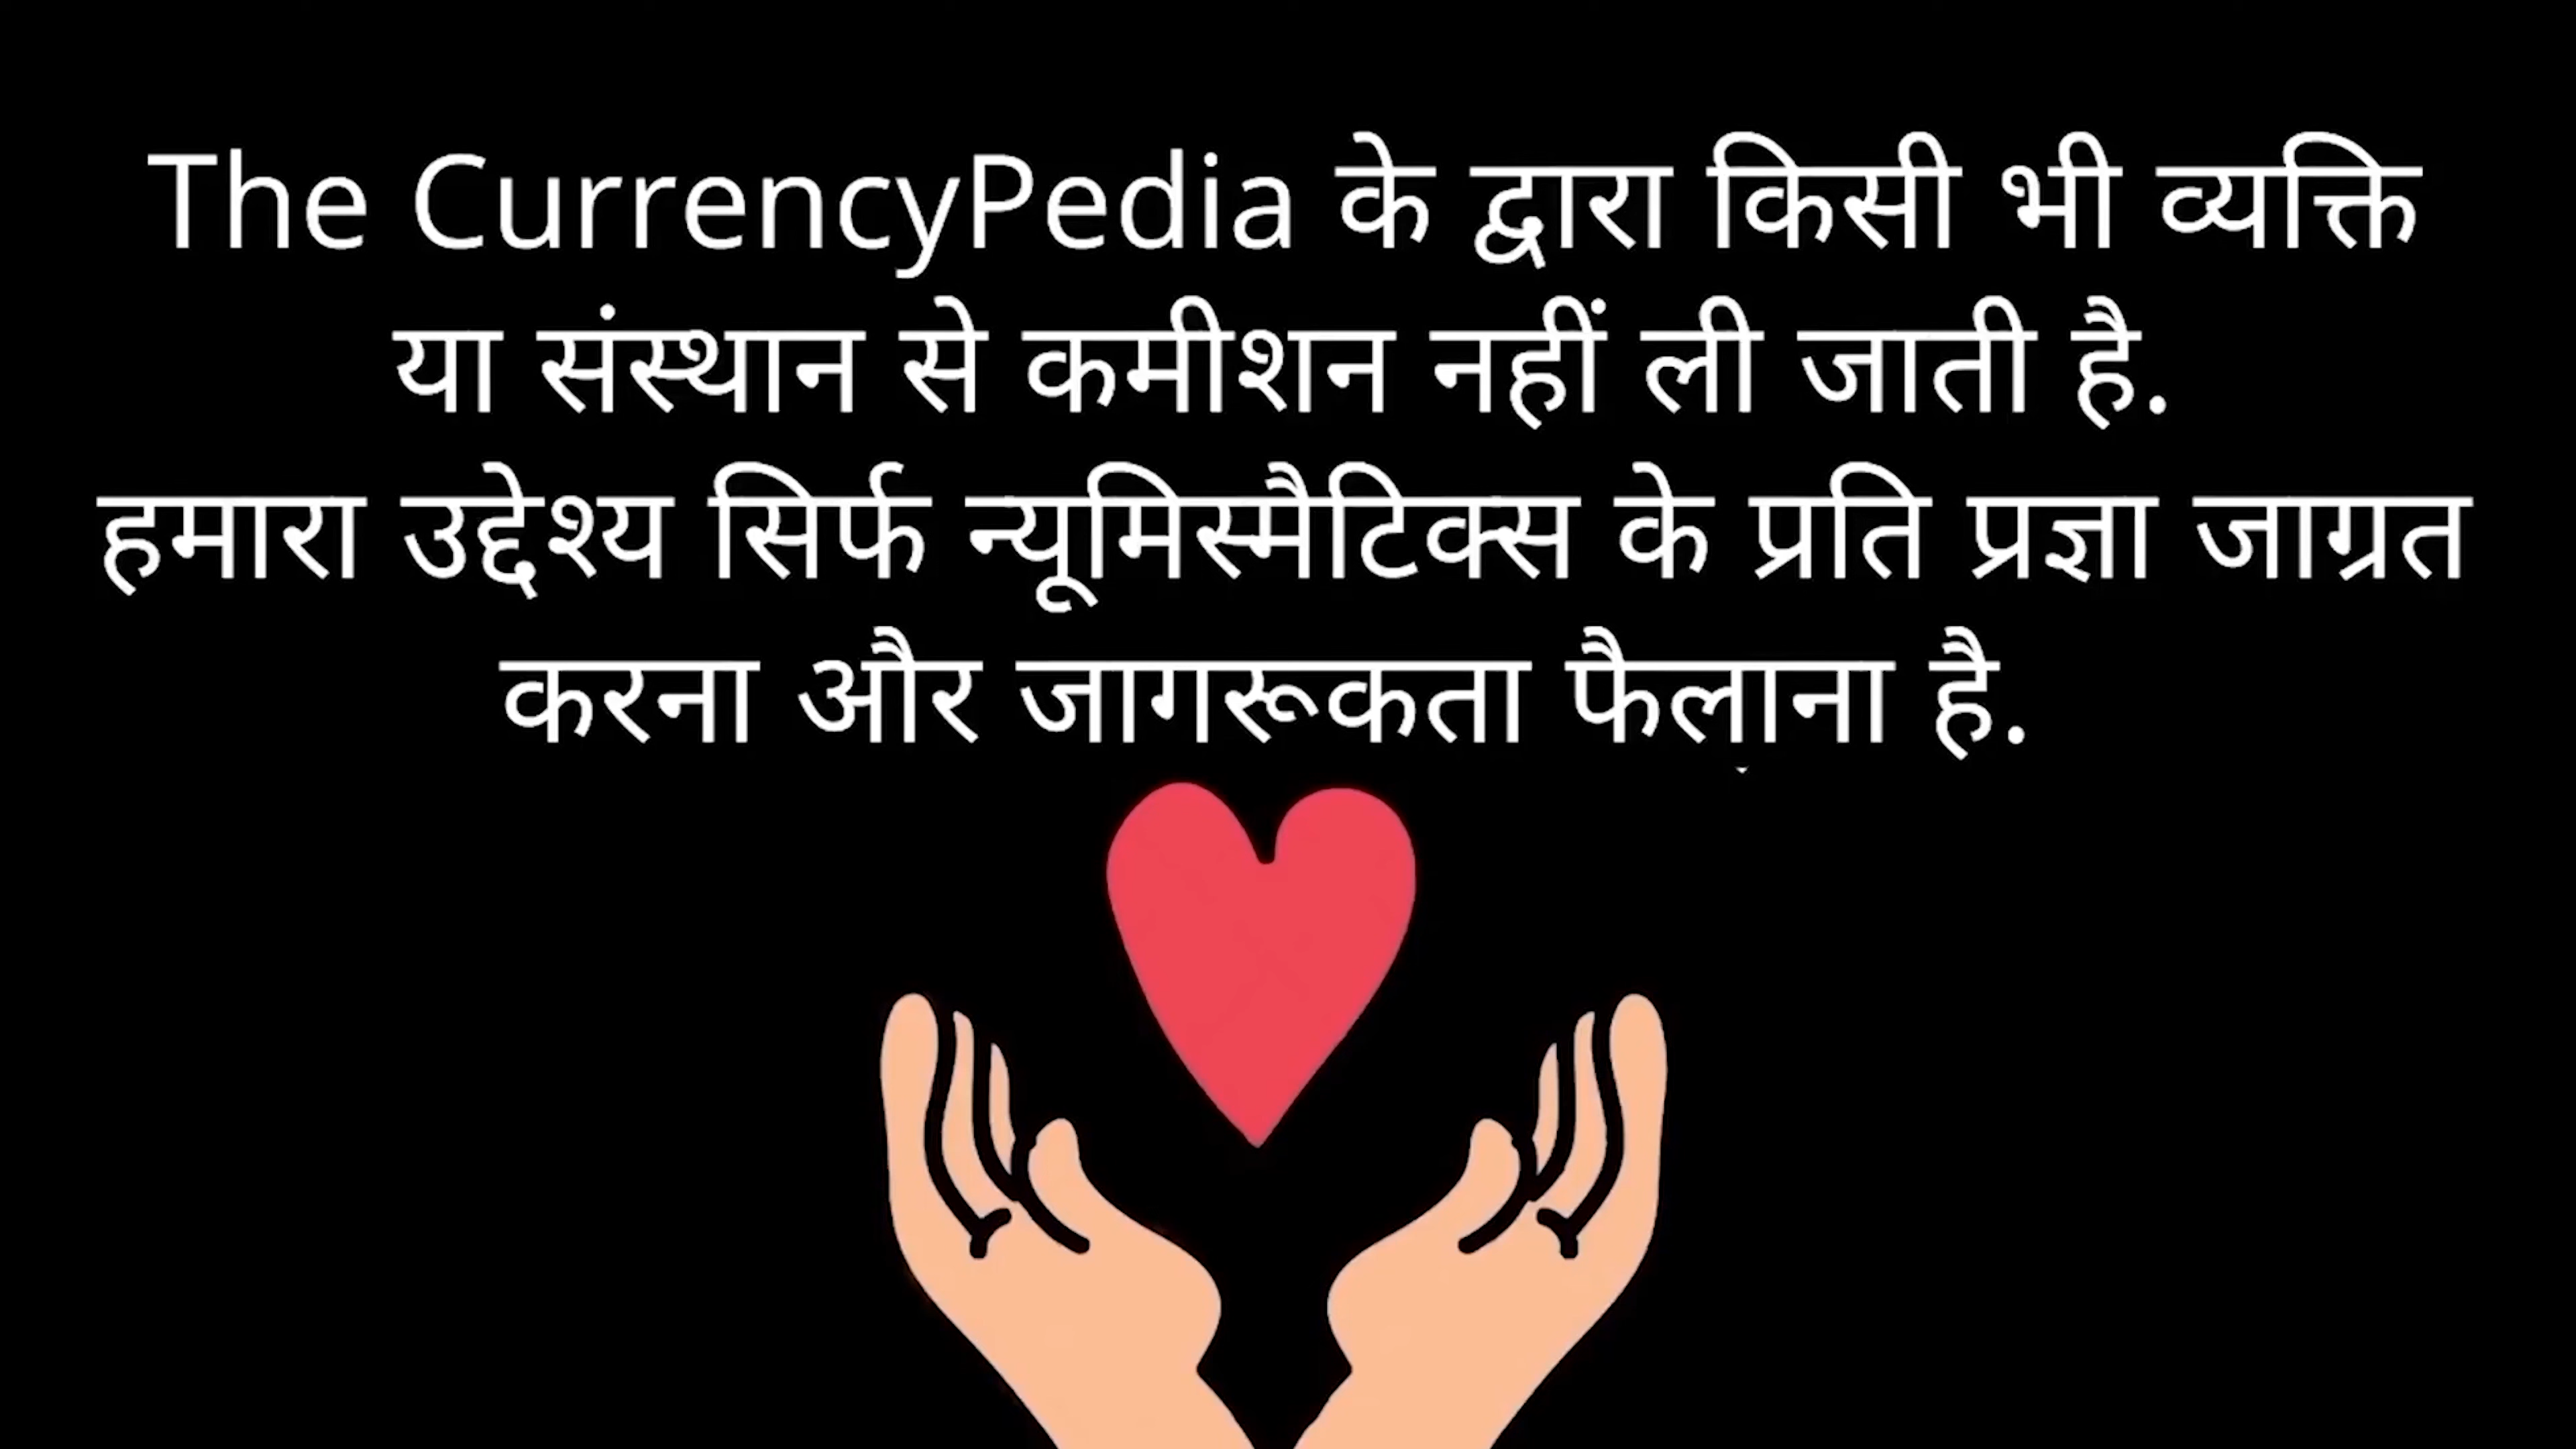 The CurrencyPedia के द्वारा किसी भी व्यक्ति
या संस्थान से कमीशन नहीं ली जाती है.
हमारा उद्देश्य सिर्फ न्यूमिस्मैटिक्स के प्रति प्रज्ञा जाग्रत
करना और जागरूकता फैलाना है.